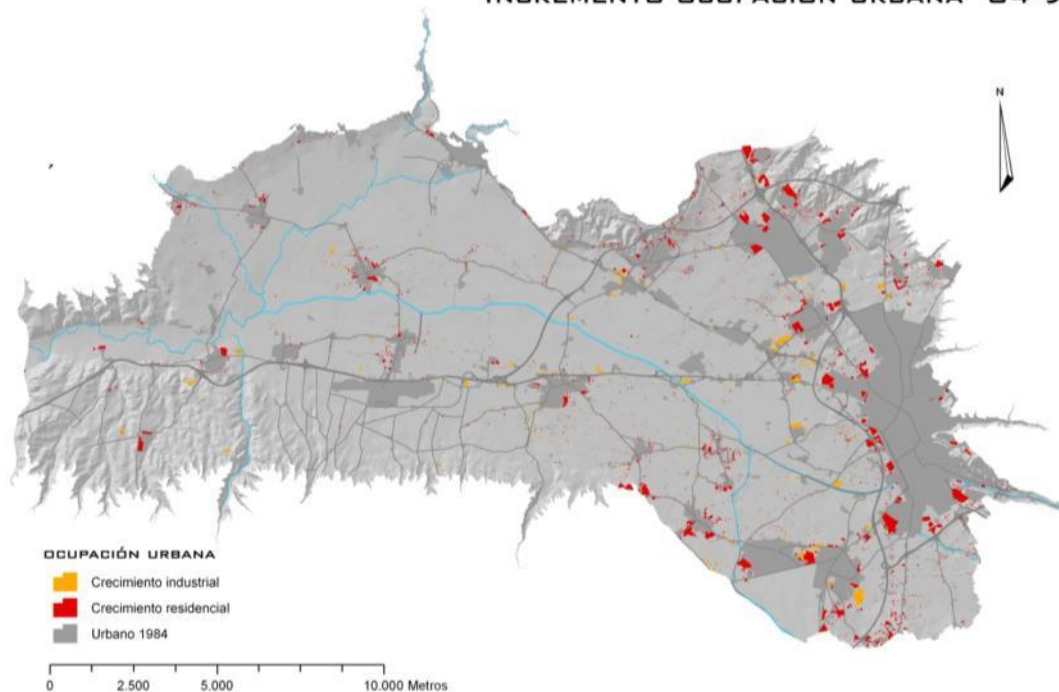 INCREMENTO OCUPACIÓN URBANA
N
OCUPACIÓN URBANA
Crecimiento industrial
Crecimiento residencial
Urbano 1984
0 2.500 5.000 10.000 Metros